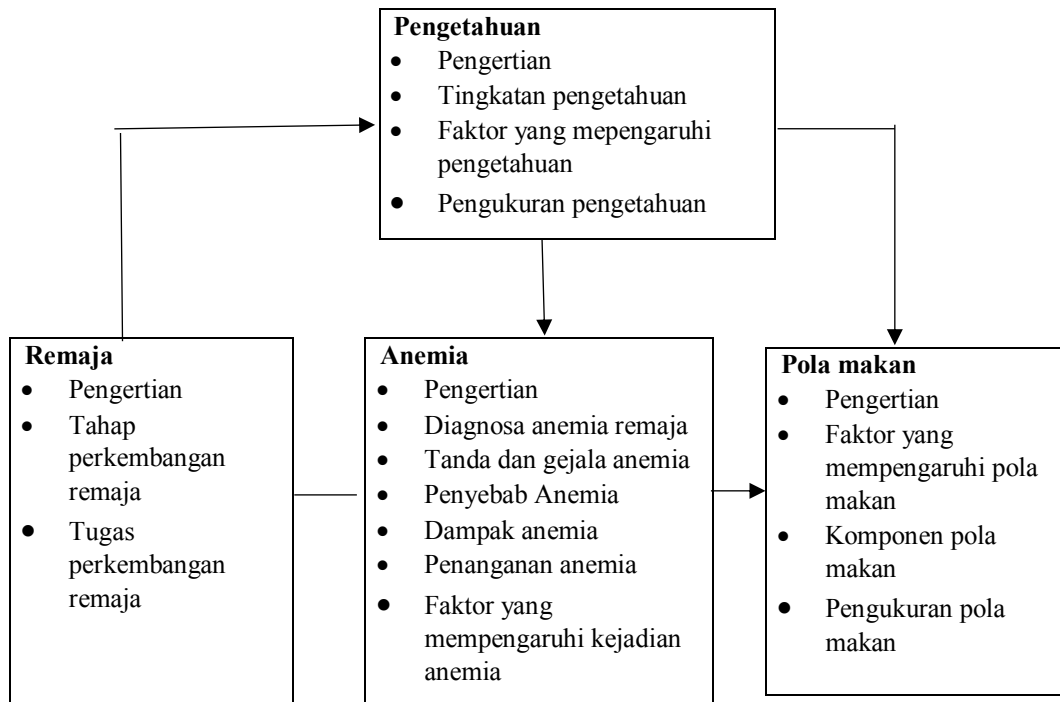 Pengetahuan
• Pengertian
• Tingkatan pengetahuan
• Faktor yang mepengaruhi
pengetahuan
• Pengukuran pengetahuan
Remaja
• Pengertian
• Tahap
perkembangan
remaja
• Tugas
perkembangan
remaja
Anemia
• Pengertian
• Diagnosa anemia remaja
• Tanda dan gejala anemia
• Penyebab Anemia
• Dampak anemia
• Penanganan anemia
• Faktor yang
mempengaruhi kejadian
anemia
Pola makan
• Pengertian
• Faktor yang
mempengaruhi pola
makan
• Komponen pola
makan
• Pengukuran pola
makan